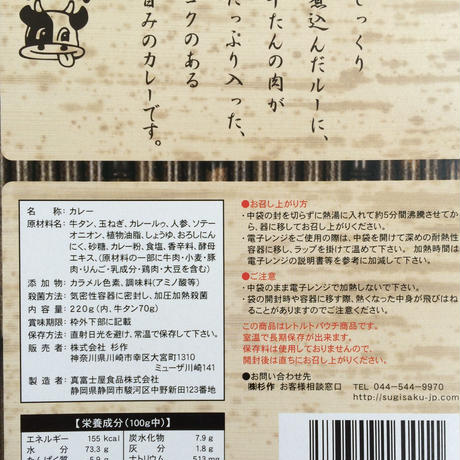 っくり
煮込んだルーに、
牛たんの肉が
たっぷり入った、
コクのある
旨みのカレーです。
名　称：カレー
原材料名：牛タン、玉ねぎ、カレールゥ、人参、ソテー
オニオン、植物油脂、しょうゆ、おろしにんに
く、砂糖、カレー粉、食塩、香辛料、酵母
エキス、(原材料の一部に牛肉・小麦・豚
肉・りんご・乳成分・鶏肉・大豆を含む)
添 加 物：カラメル色素、調味料(アミノ酸等)
殺菌方法：気密性容器に密封し、加圧加熱殺菌
内 容 量：220g(内、牛タン70g)
賞味期限：枠外下部に記載
保存方法：直射日光を避け、常温で保存して下さい。
販 売 者：株式会社 杉作
神奈川県川崎市幸区大宮町1310
ミューザ川崎141
製 造 者：真富士屋食品株式会社
静岡県静岡市駿河区中野新田123番地
●お召し上がり方
・中袋の封を切らずに熱湯に入れて約5分間沸騰させてか
ら、器に移してお召し上がり下さい。
・電子レンジをご使用の際は、中袋を開けて深めの耐熱性
容器に移し、ラップを掛けて温めて下さい。 加熱時間は
電子レンジの説明書等を参考に加減して下さい。
●ご注意
・中袋のまま電子レンジで加熱しないで下さい。
・袋の開封時や容器に移す際、熱くなった中身が飛びはね
ることがありますのでご注意下さい。
この商品はレトルトパウチ商品です。
室温で長期保存が出来ます。
保存料は使用しておりませんので、
開封後は直ちにお召し上がりください。
●お問い合わせ先
㈱杉作 お客様相談窓口 TEL 044-544-9970
http://sugisaku-jp.com/
【栄養成分(100g中)】
エネルギー 155 kcal 炭水化物 7.9 g
水　分 73.3 g 灰　分 1.8 g
たんぱく質 5.9 g ナトリウム 513 mg